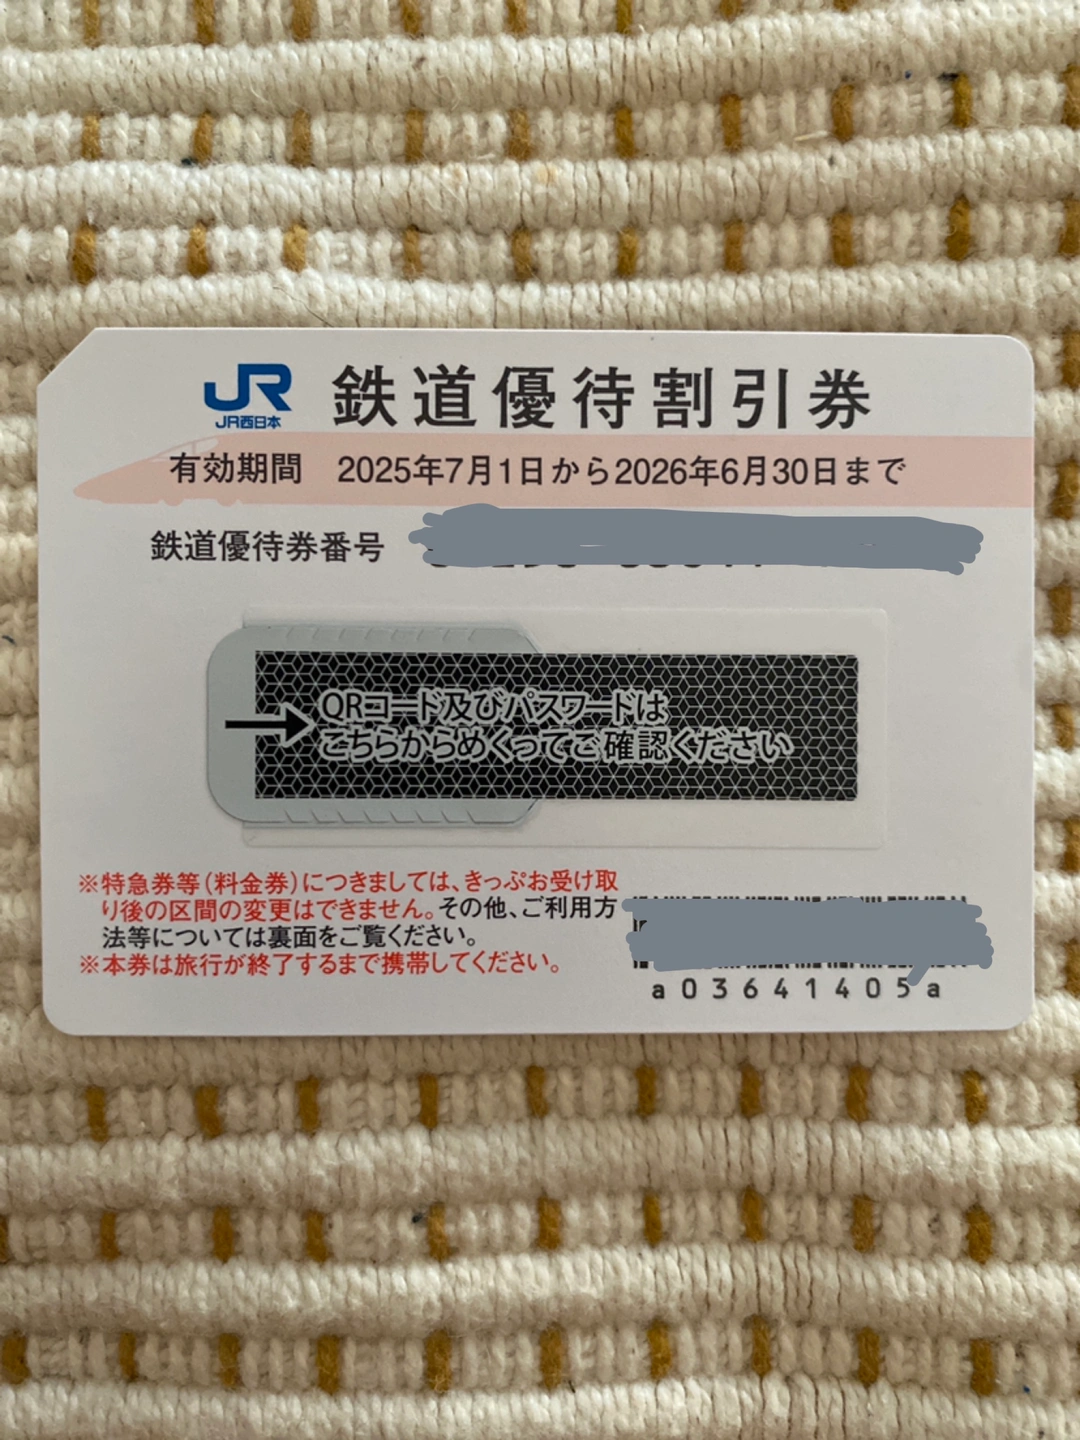 JR
JR西日本
鉄道優待割引券
有効期間 2025年7月1日から2026年6月30日まで
鉄道優待券番号
QRコード及びパスワードは
こちらからめくってご確認ください
※特急券等(料金券)につきましては、きっぷお受け取
り後の区間の変更はできません。その他、ご利用方
法等については裏面をご覧ください。
※本券は旅行が終了するまで携帯してください。
a03641405a